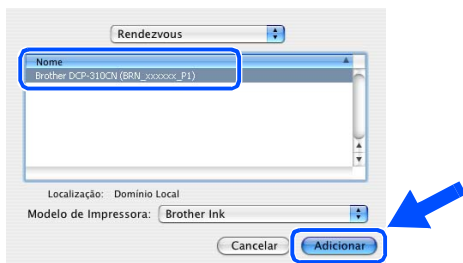 Rendezvous
Nome
Brother DCP-310CN (BRN_xxxxxx_P1)
Localização: Domínio Local
Modelo de Impressora: Brother Ink
Cancelar Adicionar